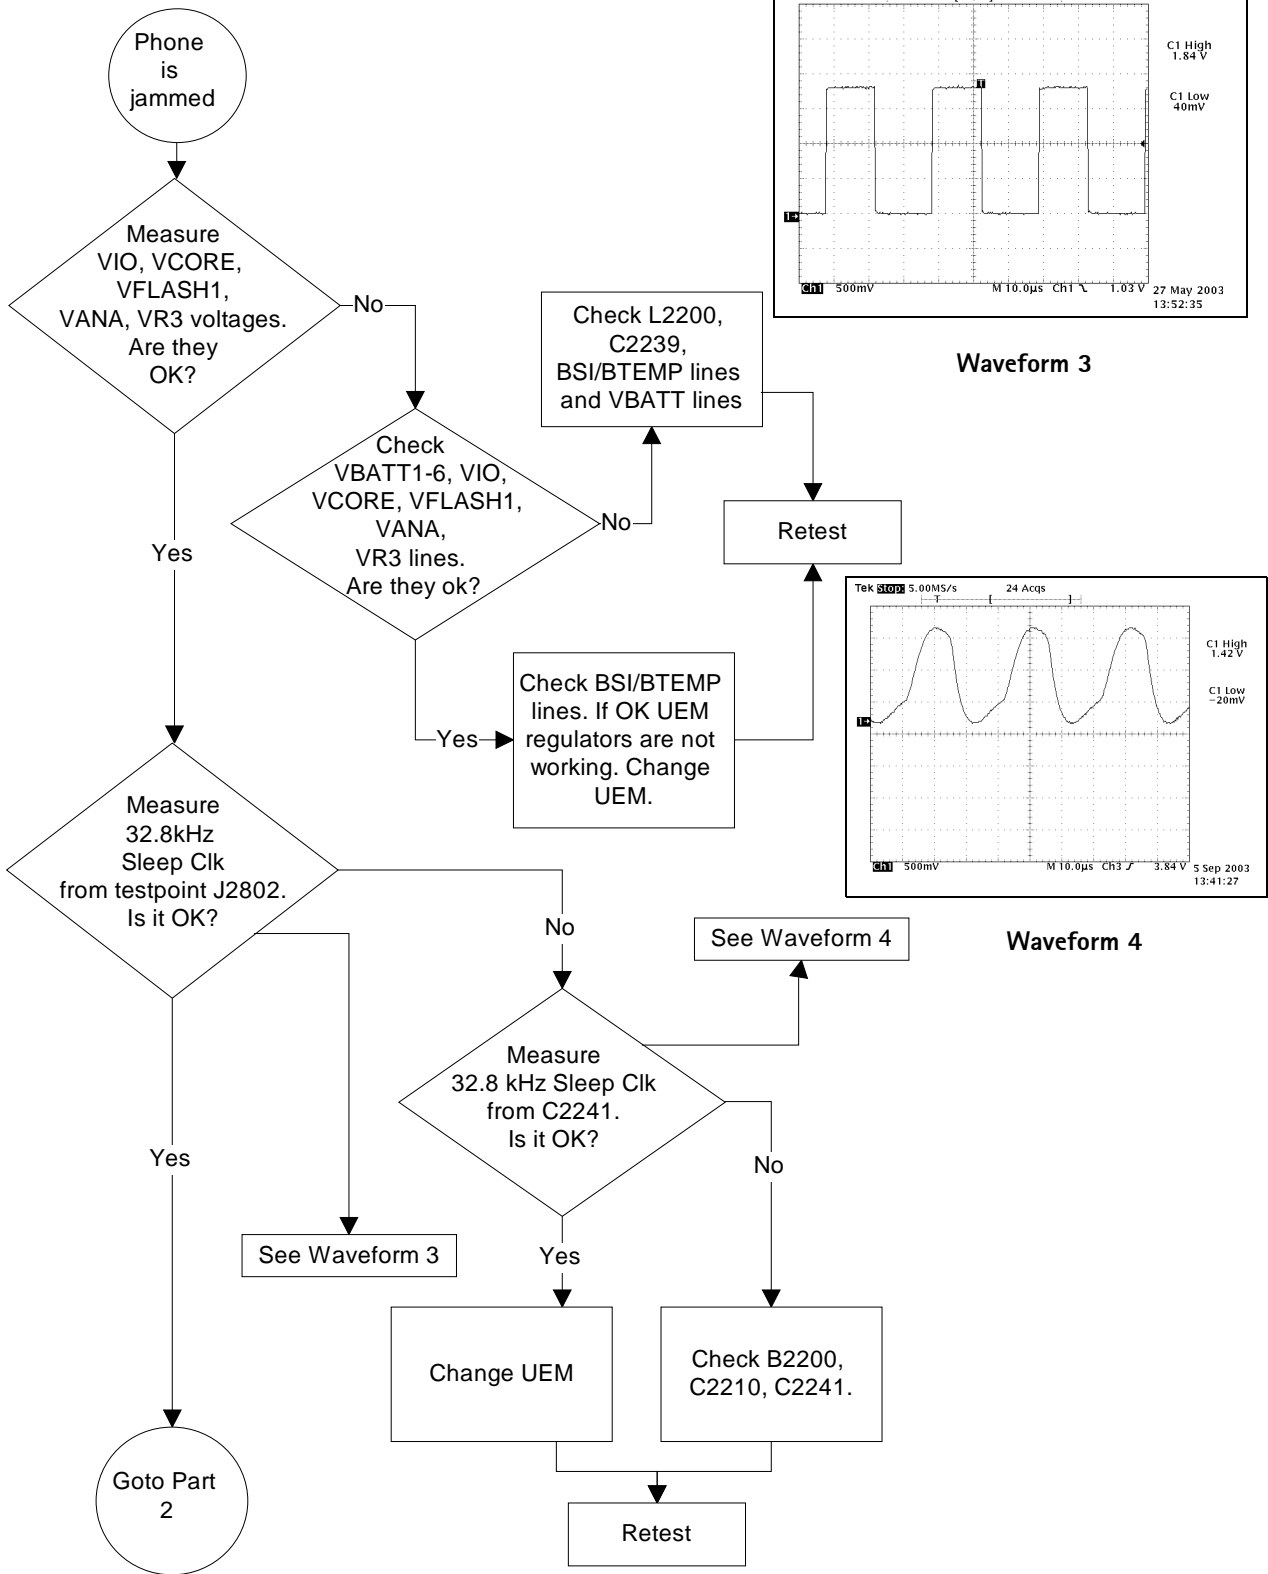 Phone
is
jammed
Measure
VIO, VCORE,
VFLASH1,
VANA, VR3 voltages.
Are they
OK?
No
Yes
Check
VBATT1-6, VIO,
VCORE, VFLASH1,
VANA,
VR3 lines.
Are they ok?
No
Yes
Check L2200,
C2239,
BSI/BTEMP lines
and VBATT lines
Retest
Check BSI/BTEMP
lines. If OK UEM
regulators are not
working. Change
UEM.
C1 High
1.84 V
C1 Low
40mV
T
1
Ch1 500mV M 10.0µs Ch1 1.03 V
27 May 2003
13:52:35
Waveform 3
Tek Stop: 5.00MS/s 24 Acqs
T
C1 High
1.42 V
C1 Low
-20mV
1
Ch1 500mV M 10.0µs Ch3 3.84 V
5 Sep 2003
13:41:27
Waveform 4
Measure
32.8kHz
Sleep Clk
from testpoint J2802.
Is it OK?
No
Yes
See Waveform 3
See Waveform 4
Measure
32.8 kHz Sleep Clk
from C2241.
Is it OK?
No
Yes
Change UEM
Check B2200,
C2210, C2241.
Retest
Goto Part
2